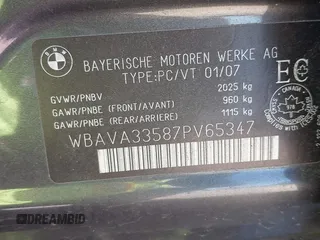 BMW
BAYERISCHE MOTOREN WERKE AG
TYPE:PC/VT 01/07
GVWR/PNBV 2025 kg
GAWR/PNBE (FRONT/AVANT) 960 kg
GAWR/PNBE (REAR/ARRIERE) 1115 kg
WBAVA33587PV65347
EC
CANADA
DREAMBID